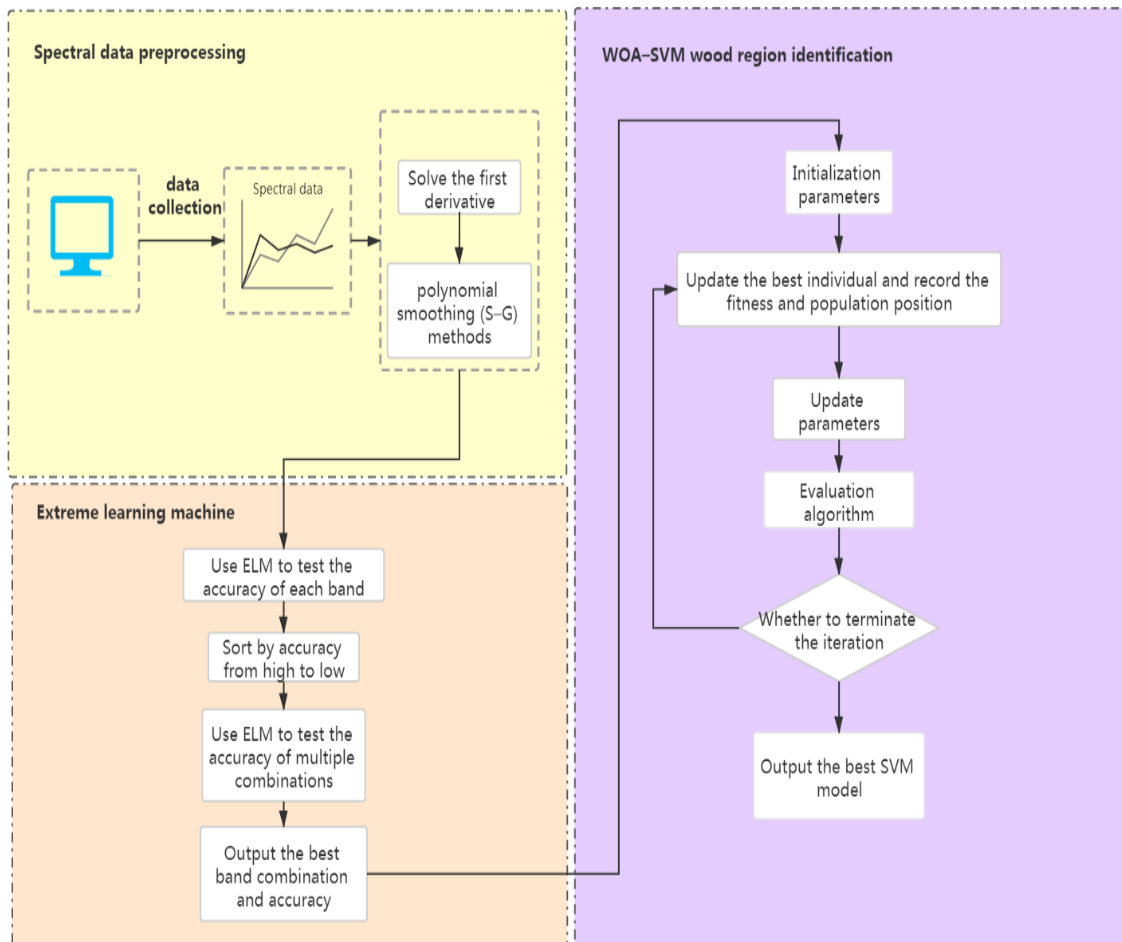 Spectral data preprocessing
data
collection
Spectral data
Solve the first
derivative
polynomial
smoothing (S–G)
methods
Extreme learning machine
Use ELM to test the
accuracy of each band
Sort by accuracy
from high to low
Use ELM to test the
accuracy of multiple
combinations
Output the best
band combination
and accuracy
WOA–SVM wood region identification
Initialization
parameters
Update the best individual and record the
fitness and population position
Update
parameters
Evaluation
algorithm
Whether to terminate
the iteration
Output the best SVM
model